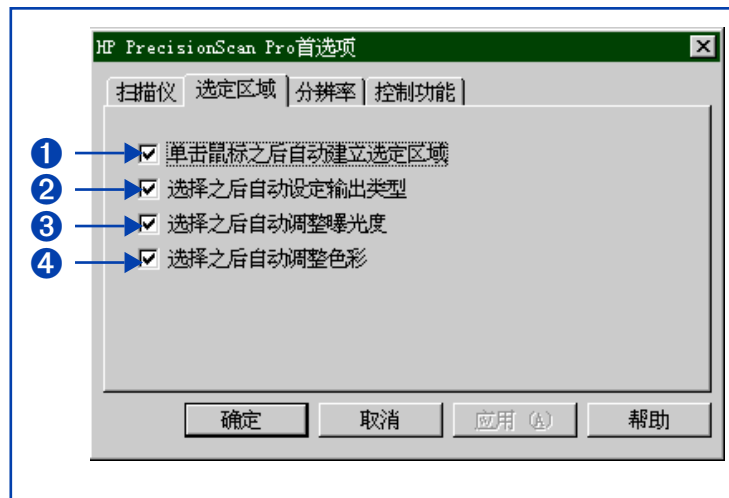 HP PrecisionScan Pro首选项
扫描仪 选定区域 分辨率 控制功能
1 单击鼠标之后自动建立选定区域
2 选择之后自动设定输出类型
3 选择之后自动调整曝光度
4 选择之后自动调整色彩
确定 取消 应用 (A) 帮助